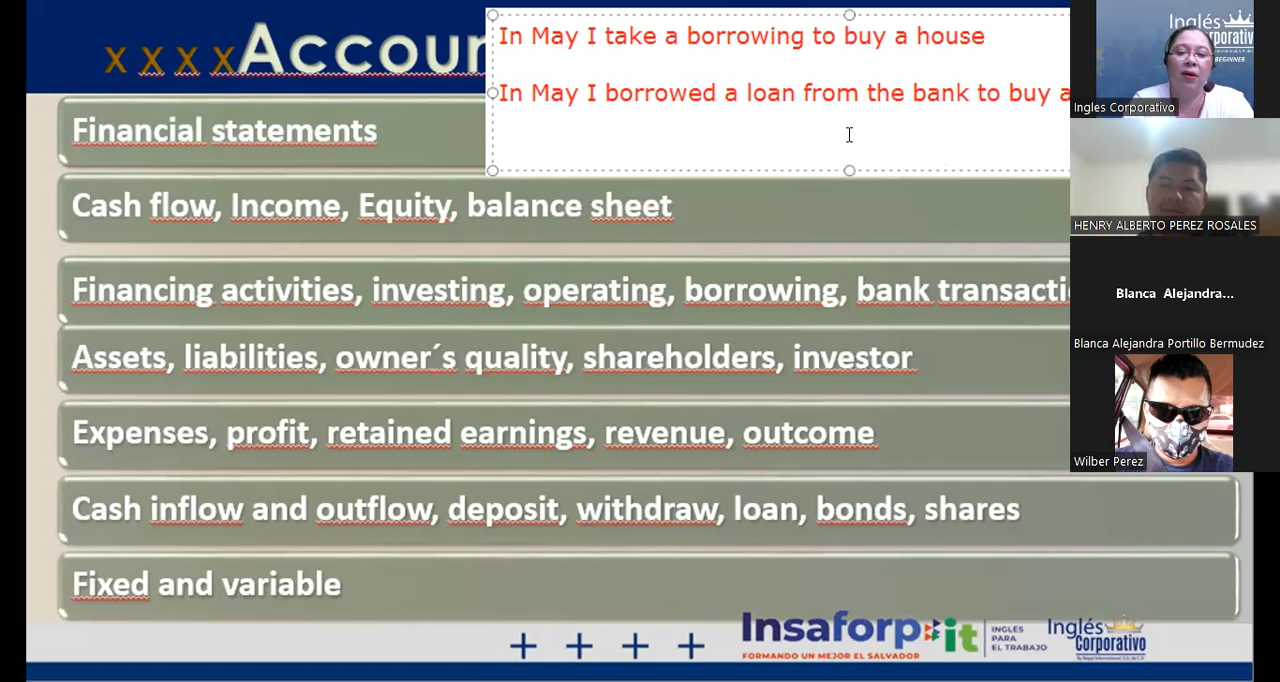 x x x x Accoun
In May I take a borrowing to buy a house
In May I borrowed a loan from the bank to buy a
Financial statements
Cash flow, Income, Equity, balance sheet
Financing activities, investing, operating, borrowing, bank transacti
Assets, liabilities, owner´s quality, shareholders, investor
Expenses, profit, retained earnings, revenue, outcome
Cash inflow and outflow, deposit, withdraw, loan, bonds, shares
Fixed and variable
Inglés
Corporativo
BEGINNER
Ingles Corporativo
HENRY ALBERTO PEREZ ROSALES
Blanca Alejandra...
Blanca Alejandra Portillo Bermudez
Wilber Perez
Insaforp
FORMANDO UN MEJOR EL SALVADOR
it
INGLÉS
PARA
EL TRABAJO
Inglés
Corporativo